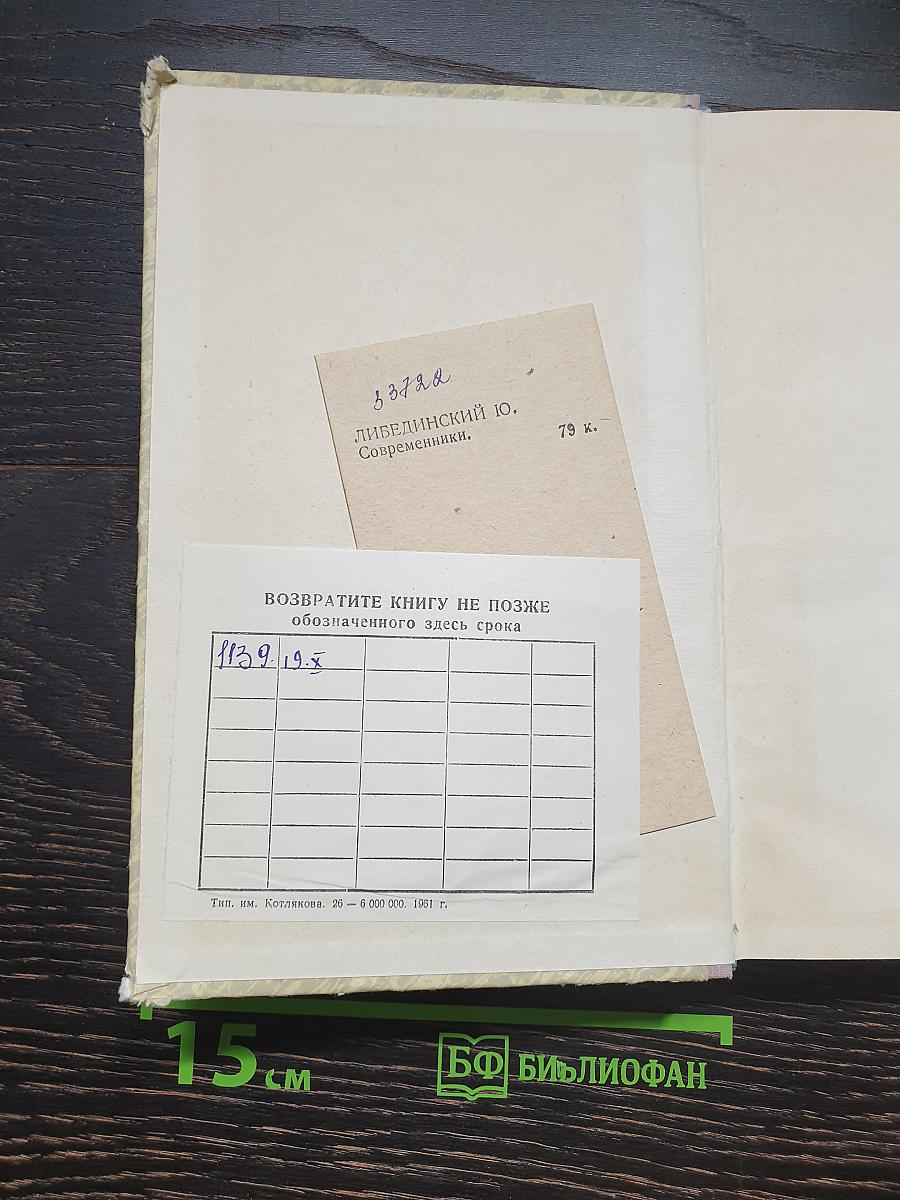 33722
ЛИБЕДИНСКИЙ Ю.
Современники. 79 к.
ВОЗВРАТИТЕ КНИГУ НЕ ПОЗЖЕ
обозначенного здесь срока
1139. 19.X
Тип. им. Котлякова. 26 — 6 000 000. 1961 г.
15 см
БФ БИБЛИОФАН